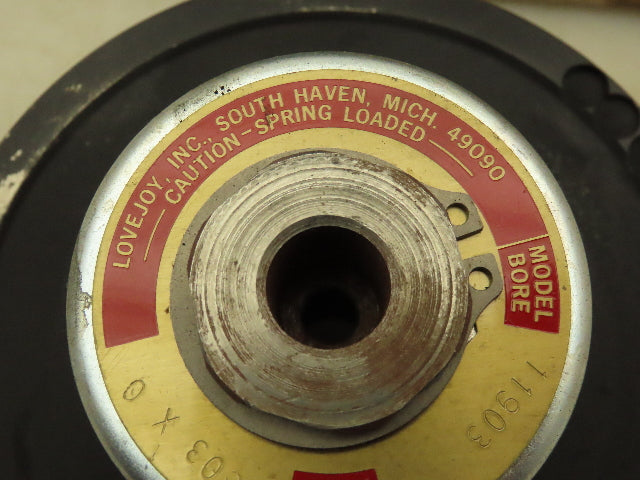 LOVEJOY, INC., SOUTH HAVEN, MICH. 49090
CAUTION-SPRING LOADED
MODEL
BORE
11903